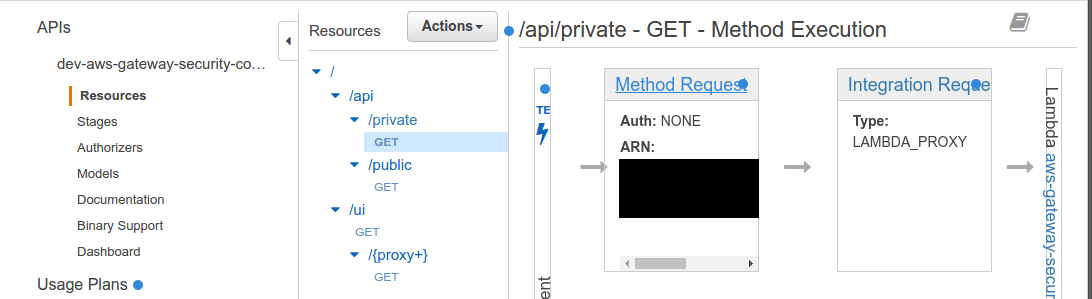 APIs
dev-aws-gateway-security-co...
Resources
Stages
Authorizers
Models
Documentation
Binary Support
Dashboard
Usage Plans
Resources
Actions
/
/api
/private
GET
/public
GET
/ui
GET
/{proxy+}
GET
/api/private - GET - Method Execution
TE
ent
Method Request
Auth: NONE
ARN:
Integration Reque
Type:
LAMBDA_PROXY
Lambda aws-gateway-secur